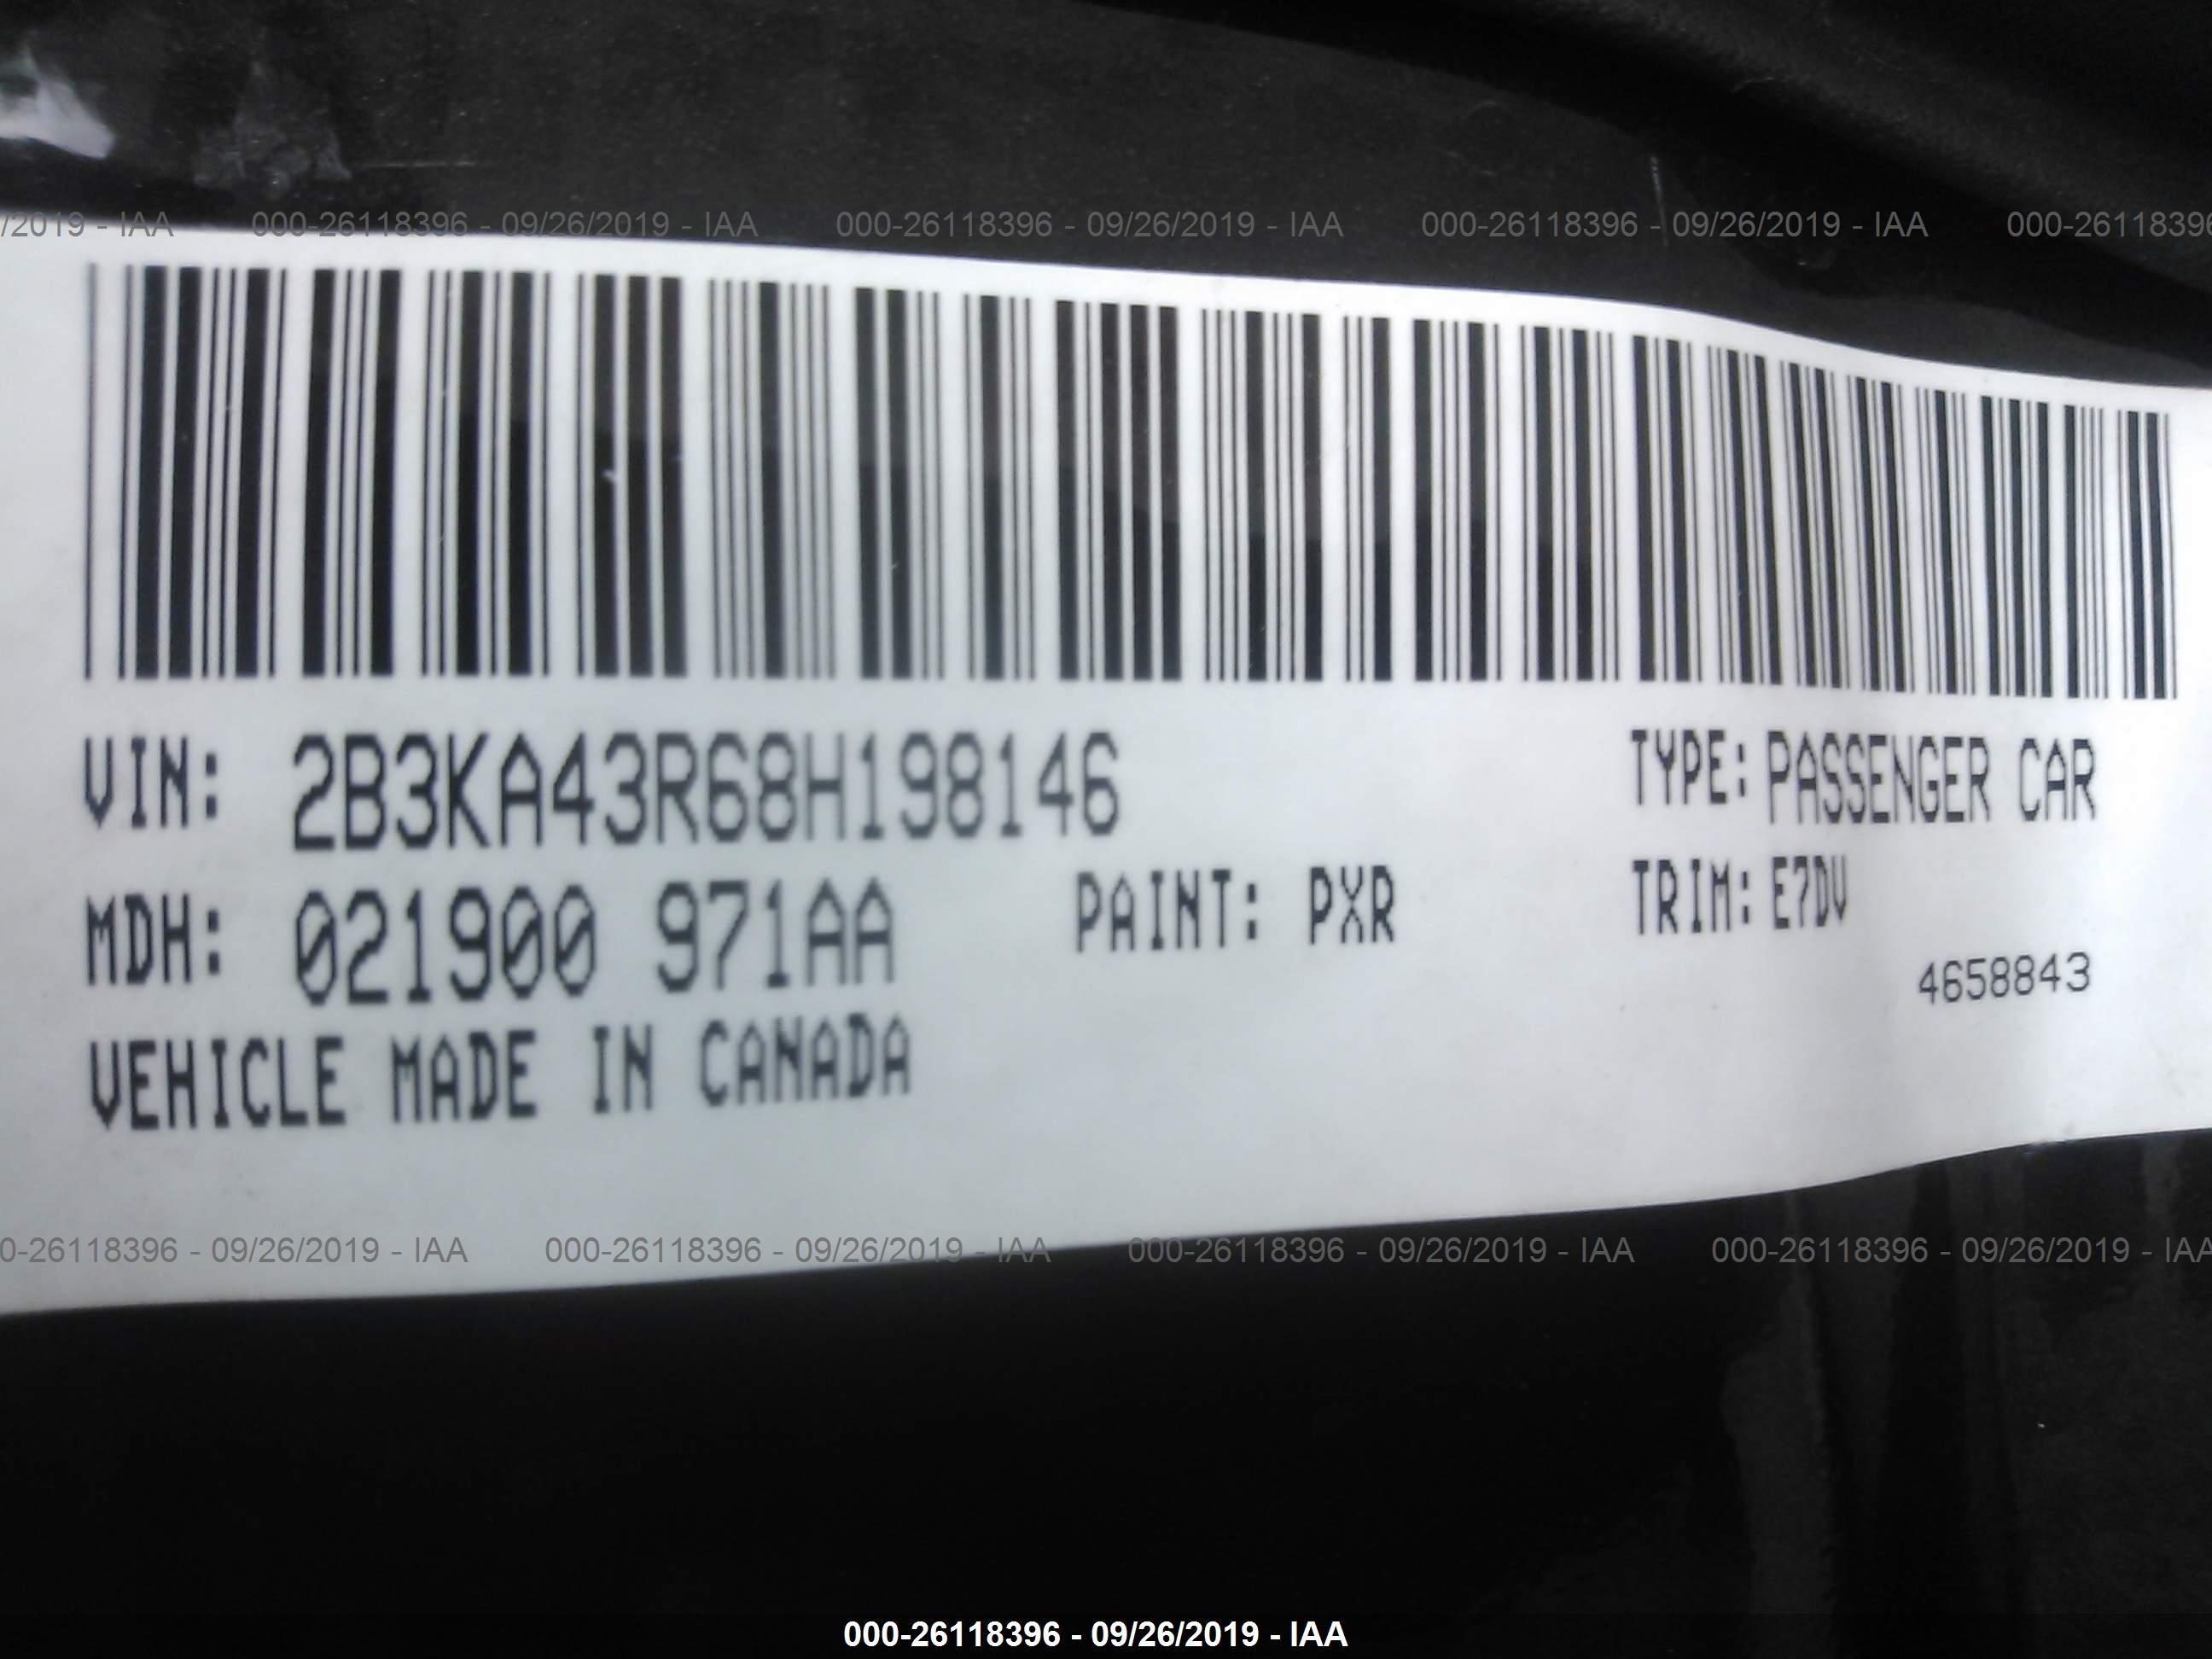 /2019 - IAA 000-26118396 - 09/26/2019 - IAA 000-26118396 - 09/26/2019 - IAA 000-26118396 - 09/26/2019 - IAA 000-26118396
VIN: 2B3KA43R68H198146 TYPE: PASSENGER CAR
MDH: 021900 971AA PAINT: PXR TRIM: E7DV
4658843
VEHICLE MADE IN CANADA
0-26118396 - 09/26/2019 - IAA 000-26118396 - 09/26/2019 - IAA 000-26118396 - 09/26/2019 - IAA 000-26118396 - 09/26/2019 - IAA
000-26118396 - 09/26/2019 - IAA